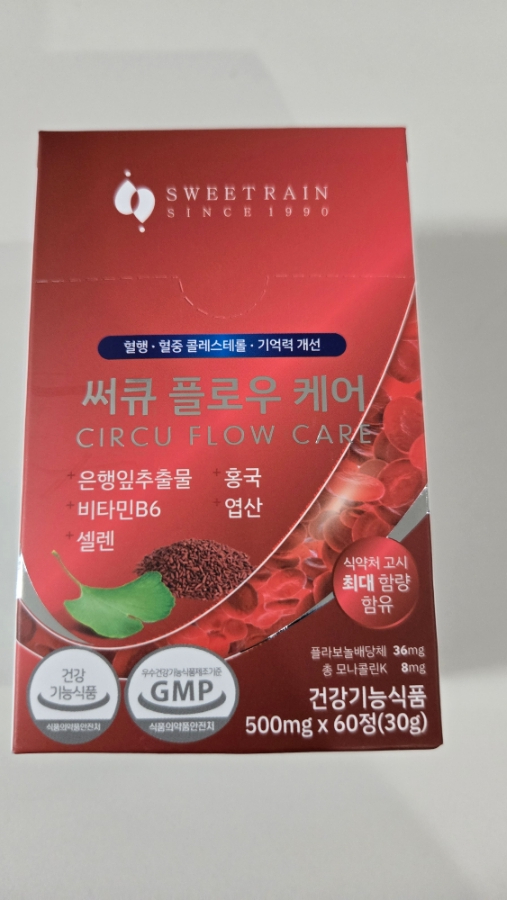 SWEETRAIN
SINCE 1990
혈행 · 혈중 콜레스테롤 · 기억력 개선
써큐 플로우 케어
CIRCU FLOW CARE
+은행잎추출물 +홍국
+비타민B6 +엽산
+셀렌
식약처 고시
최대 함량
함유
플라보놀배당체 36mg
총 모나콜린K 8mg
건강
기능식품
식품의약품안전처
우수건강기능식품제조기준
GMP
식품의약품안전처
건강기능식품
500mg x 60정(30g)